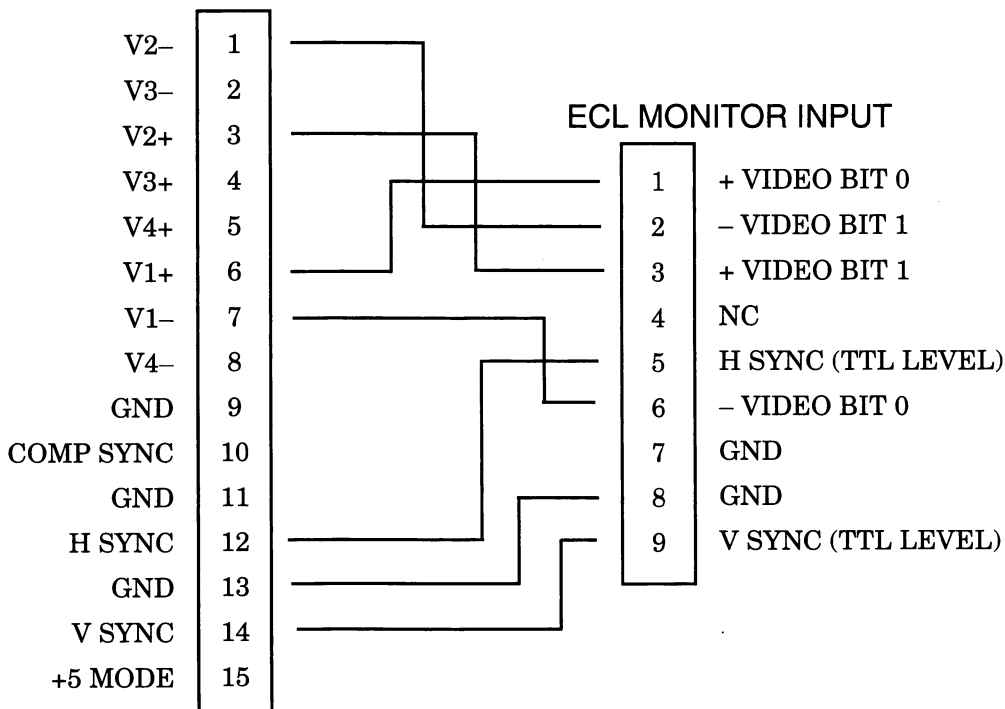 V2– 1
V3– 2
V2+ 3
V3+ 4
V4+ 5
V1+ 6
V1– 7
V4– 8
GND 9
COMP SYNC 10
GND 11
H SYNC 12
GND 13
V SYNC 14
+5 MODE 15
ECL MONITOR INPUT
1 + VIDEO BIT 0
2 – VIDEO BIT 1
3 + VIDEO BIT 1
4 NC
5 H SYNC (TTL LEVEL)
6 – VIDEO BIT 0
7 GND
8 GND
9 V SYNC (TTL LEVEL)